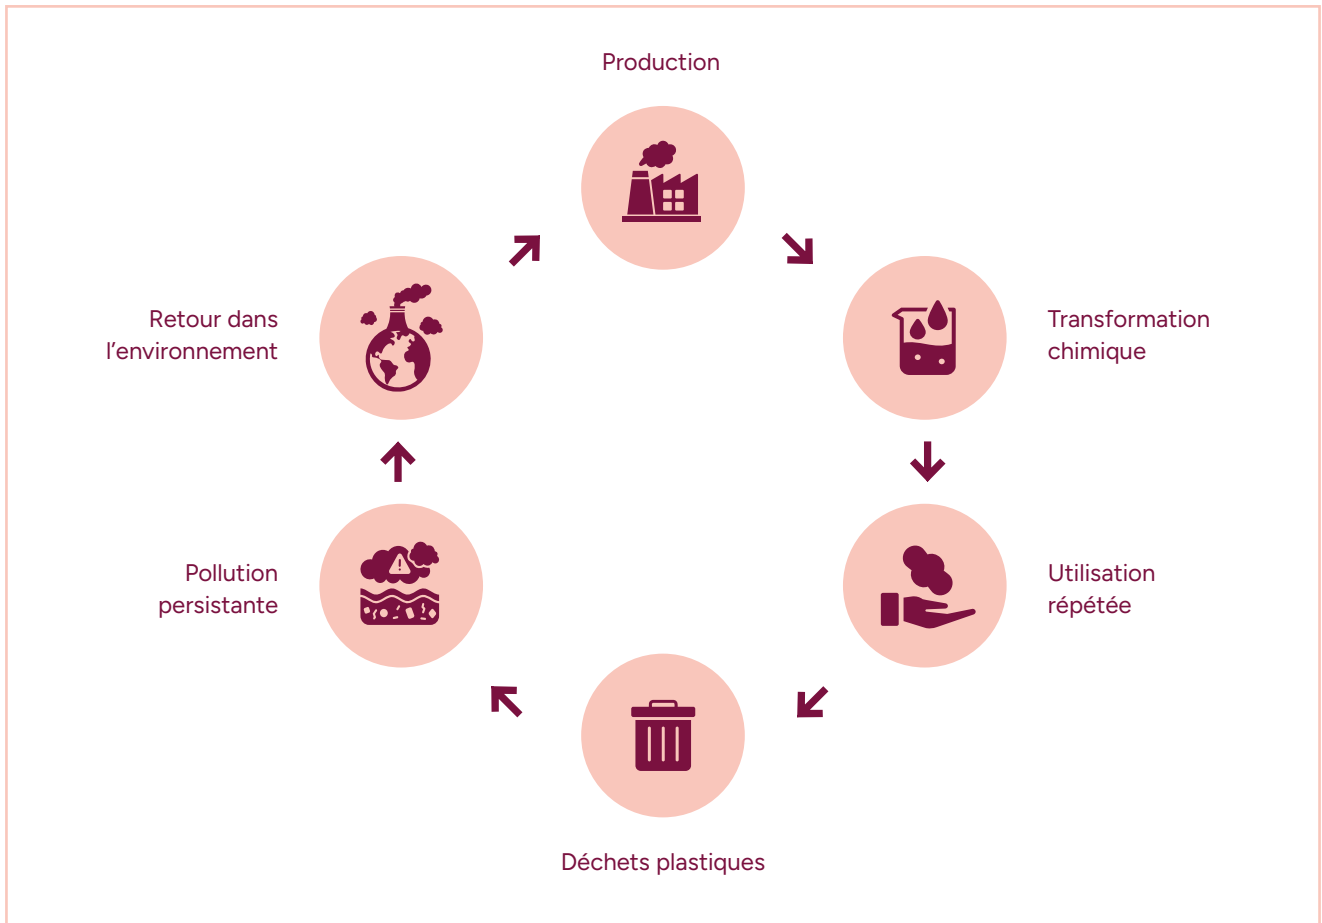 Production
Transformation
chimique
Utilisation
répétée
Déchets plastiques
Pollution
persistante
Retour dans
l’environnement